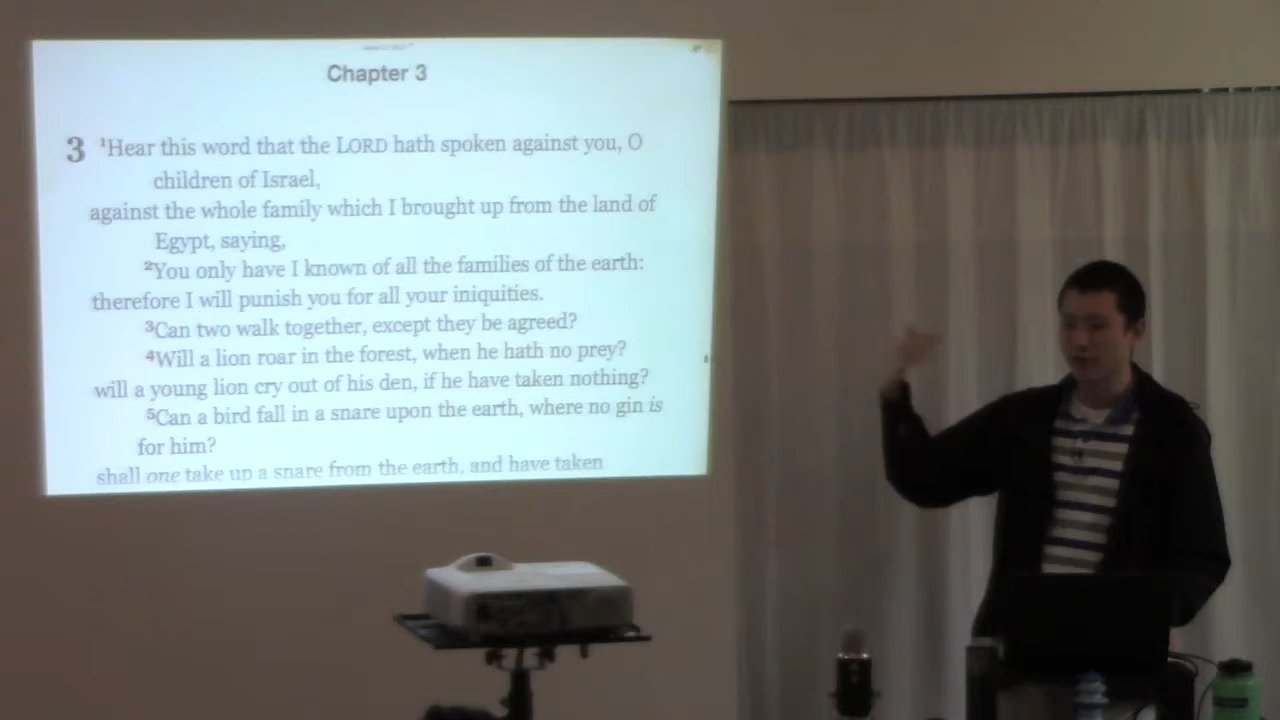 Chapter 3
3 ¹Hear this word that the LORD hath spoken against you, O
children of Israel,
against the whole family which I brought up from the land of
Egypt, saying,
²You only have I known of all the families of the earth:
therefore I will punish you for all your iniquities.
³Can two walk together, except they be agreed?
⁴Will a lion roar in the forest, when he hath no prey?
will a young lion cry out of his den, if he have taken nothing?
⁵Can a bird fall in a snare upon the earth, where no gin is
for him?
shall one take up a snare from the earth, and have taken